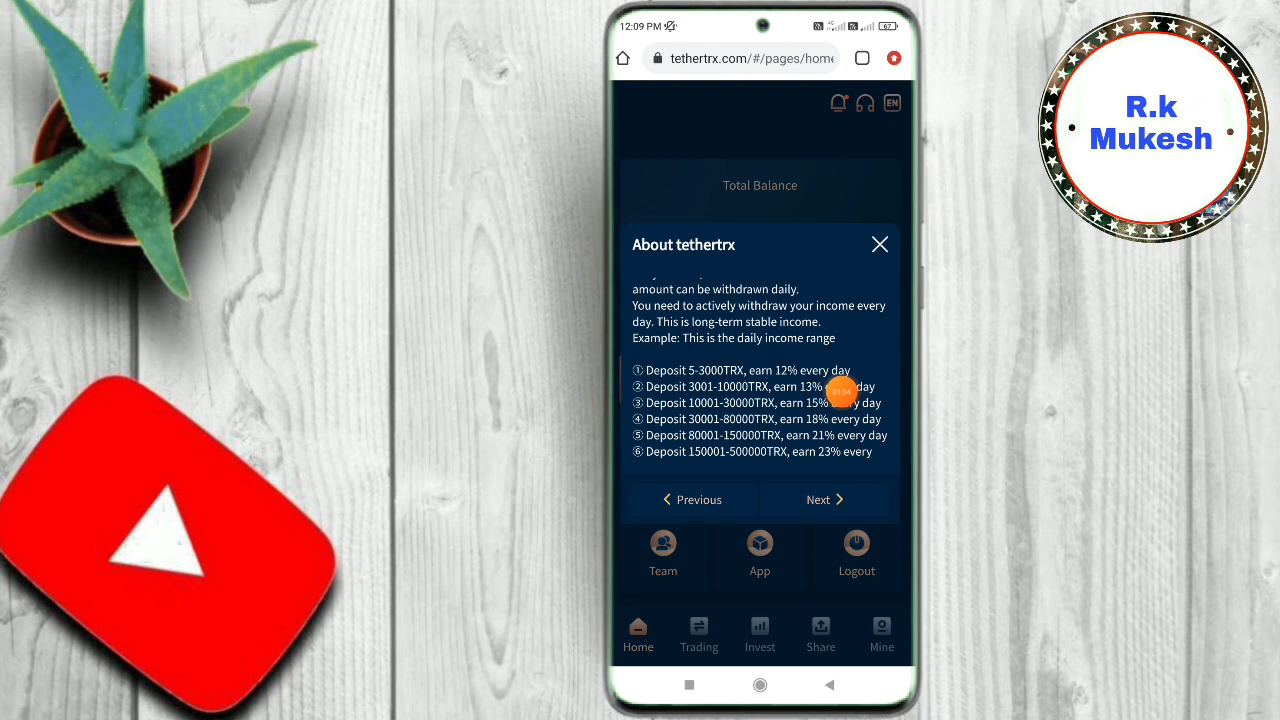 12:09 PM
67
tethertrx.com/#/pages/home
EN
Total Balance
About tethertrx
amount can be withdrawn daily.
You need to actively withdraw your income every
day. This is long-term stable income.
Example: This is the daily income range
① Deposit 5-3000TRX, earn 12% every day
② Deposit 3001-10000TRX, earn 13% day
③ Deposit 10001-30000TRX, earn 15% day
④ Deposit 30001-80000TRX, earn 18% every day
⑤ Deposit 80001-150000TRX, earn 21% every day
⑥ Deposit 150001-500000TRX, earn 23% every
01:04
Previous Next
Team App Logout
Home Trading Invest Share Mine
R.k
Mukesh